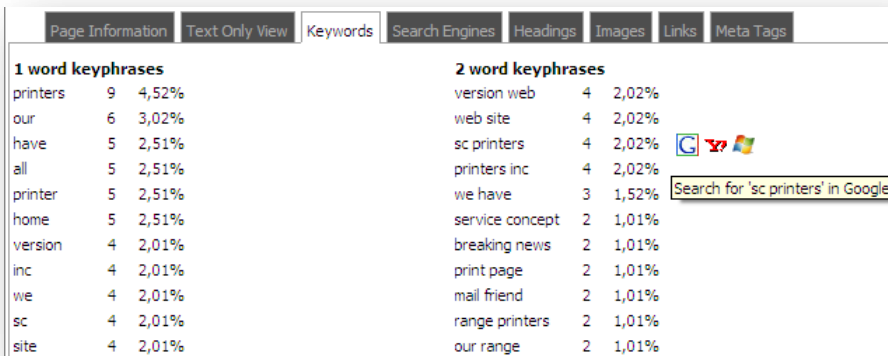 Page Information Text Only View Keywords Search Engines Headings Images Links Meta Tags
1 word keyphrases 2 word keyphrases
printers 9 4,52% version web 4 2,02%
our 6 3,02% web site 4 2,02%
have 5 2,51% sc printers 4 2,02% G Y?
all 5 2,51% printers inc 4 2,02%
printer 5 2,51% we have 3 1,52% Search for 'sc printers' in Google
home 5 2,51% service concept 2 1,01%
version 4 2,01% breaking news 2 1,01%
inc 4 2,01% print page 2 1,01%
we 4 2,01% mail friend 2 1,01%
sc 4 2,01% range printers 2 1,01%
site 4 2,01% our range 2 1,01%